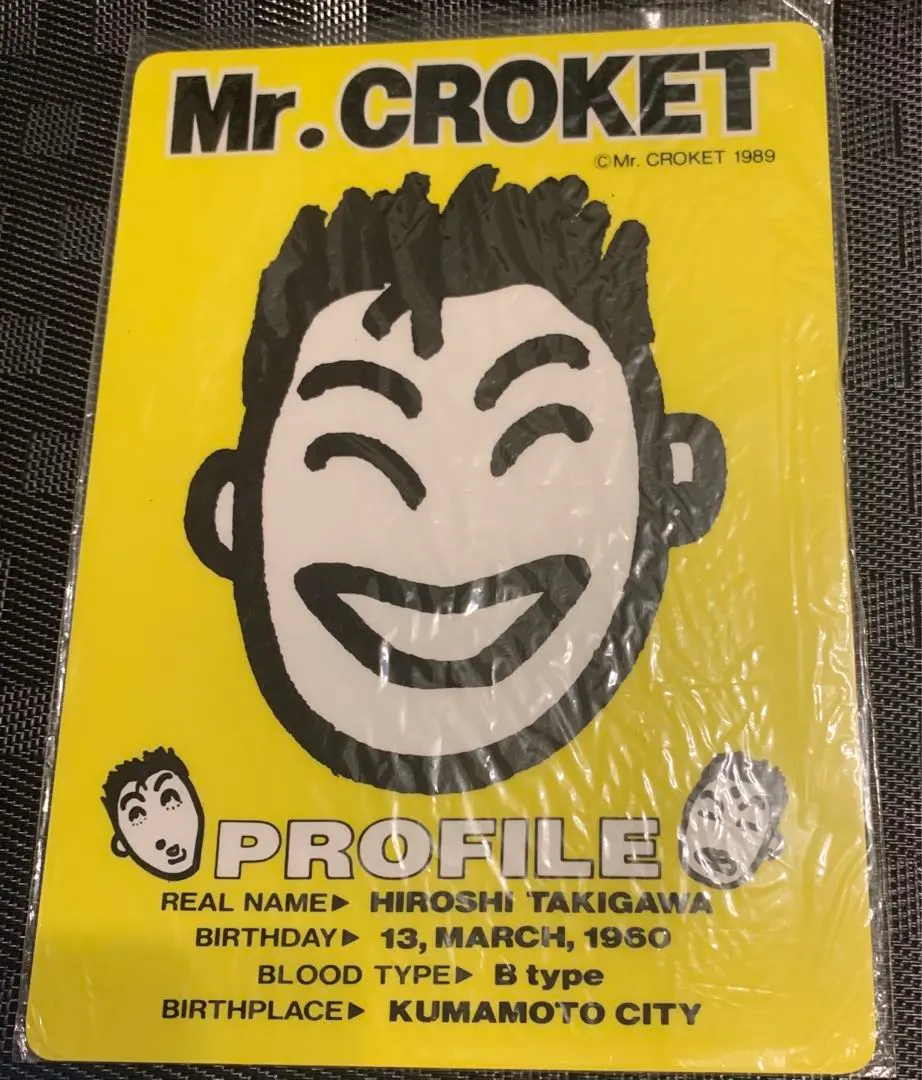 Mr. CROKET
©Mr. CROKET 1989
PROFILE
REAL NAME▶ HIROSHI TAKIGAWA
BIRTHDAY▶ 13, MARCH, 1960
BLOOD TYPE▶ B type
BIRTHPLACE▶ KUMAMOTO CITY